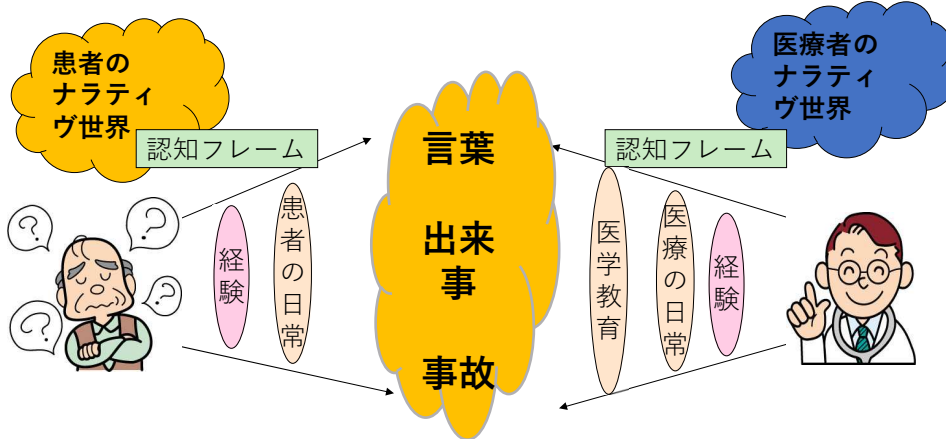 患者の
ナラティ
ヴ世界
認知フレーム
?
?
?
?
経験
患者の日常
言葉
出来
事
事故
医療者の
ナラティ
ヴ世界
認知フレーム
医学教育
医療の日常
経験